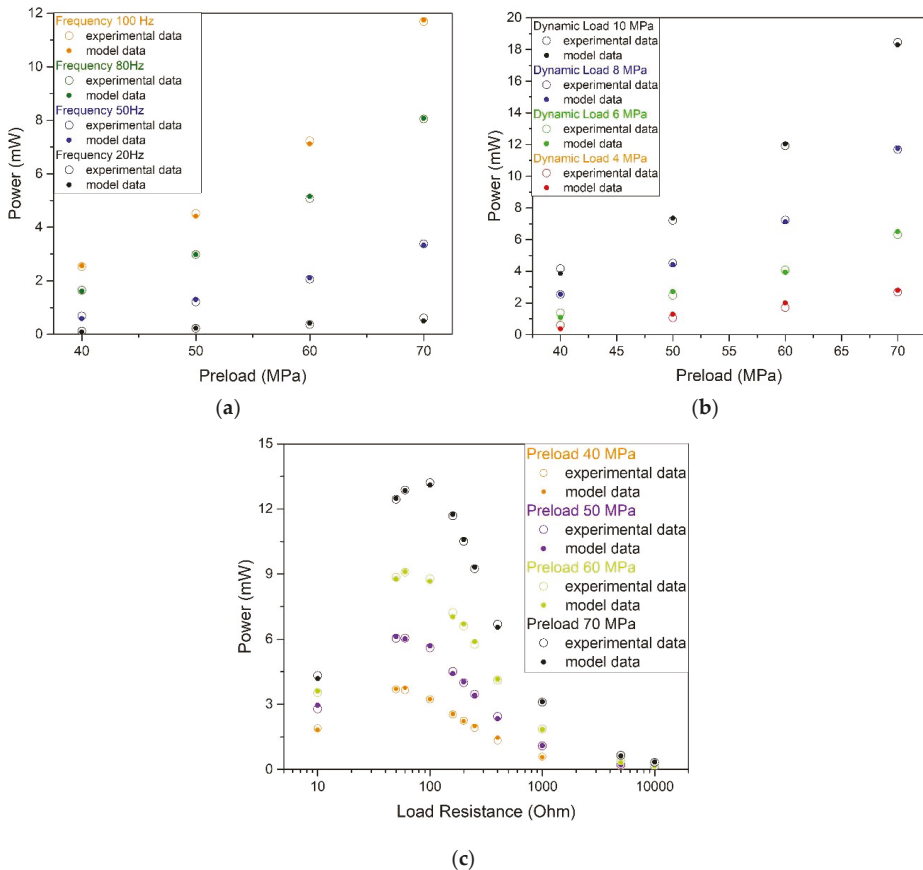 12
10
8
6
4
2
0
Power (mW)
Frequency 100 Hz
experimental data
model data
Frequency 80Hz
experimental data
model data
Frequency 50Hz
experimental data
model data
Frequency 20Hz
experimental data
model data
40 50 60 70
Preload (MPa)
(a)
20
18
16
14
12
10
8
6
4
2
0
Power (mW)
Dynamic Load 10 MPa
experimental data
model data
Dynamic Load 8 MPa
experimental data
model data
Dynamic Load 6 MPa
experimental data
model data
Dynamic Load 4 MPa
experimental data
model data
40 45 50 55 60 65 70
Preload (MPa)
(b)
15
12
9
6
3
0
Power (mW)
Preload 40 MPa
experimental data
model data
Preload 50 MPa
experimental data
model data
Preload 60 MPa
experimental data
model data
Preload 70 MPa
experimental data
model data
10 100 1000 10000
Load Resistance (Ohm)
(c)